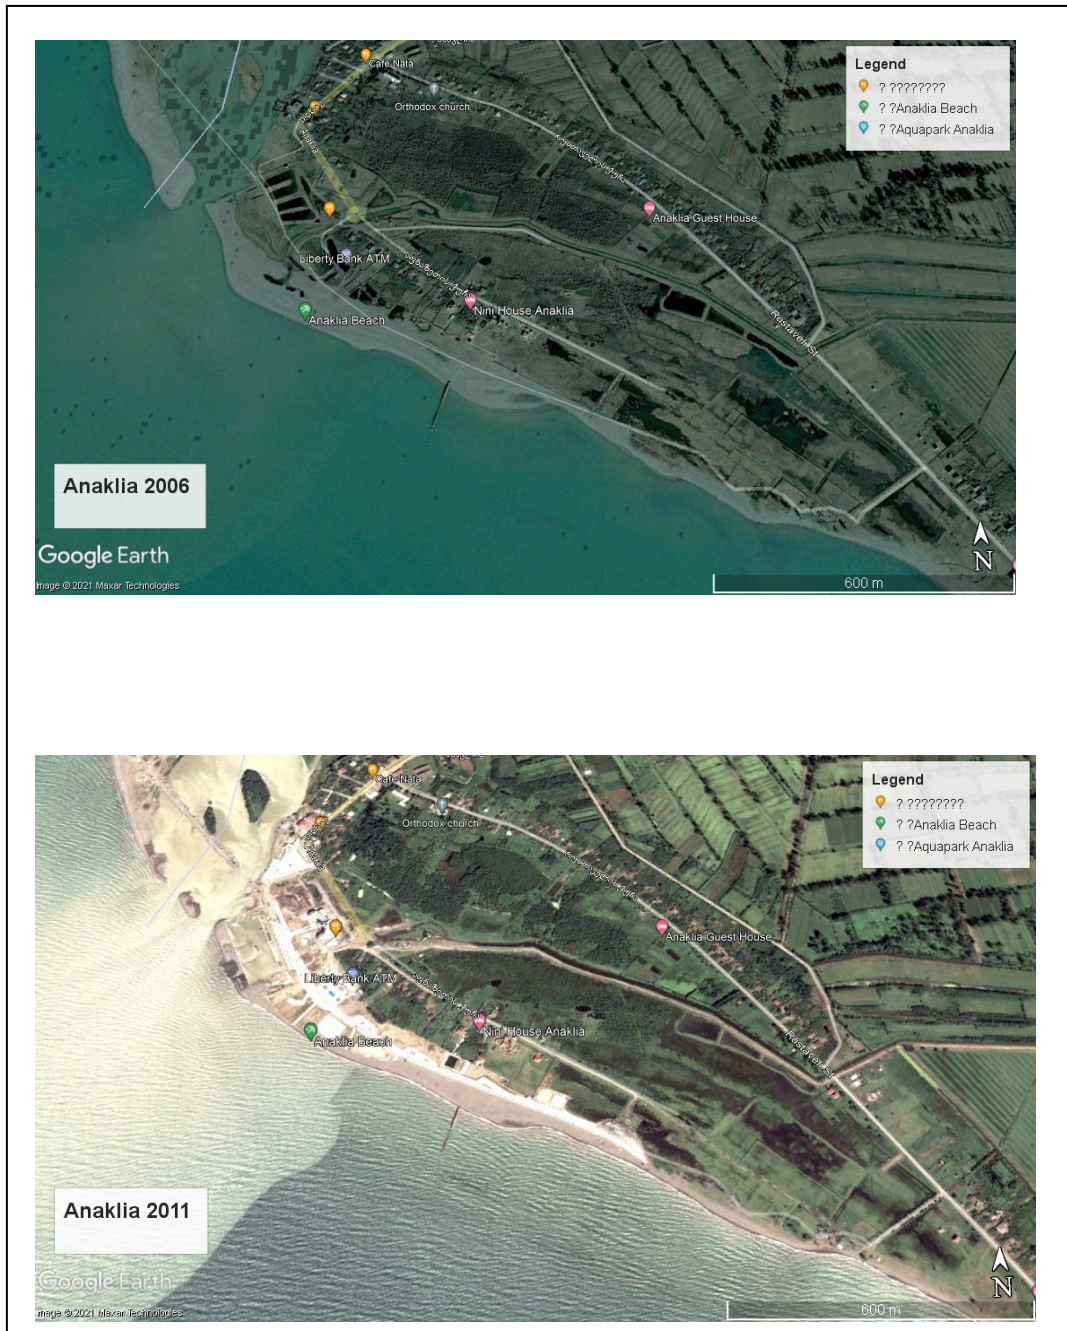 Cafe Nata
Orthodox church
Legend
? ????????
? ?Anaklia Beach
? ?Aquapark Anaklia
Anaklia Guest House
Liberty Bank ATM
Nini House Anaklia
Anaklia Beach
Rustaveli St
Anaklia 2006
Google Earth
Image © 2021 Maxar Technologies
N
600 m
Cafe Nata
Orthodox church
Legend
? ????????
? ?Anaklia Beach
? ?Aquapark Anaklia
Anaklia Guest House
Liberty Bank ATM
Nini House Anaklia
Anaklia Beach
Rustaveli St
Anaklia 2011
Google Earth
Image © 2021 Maxar Technologies
N
600 m